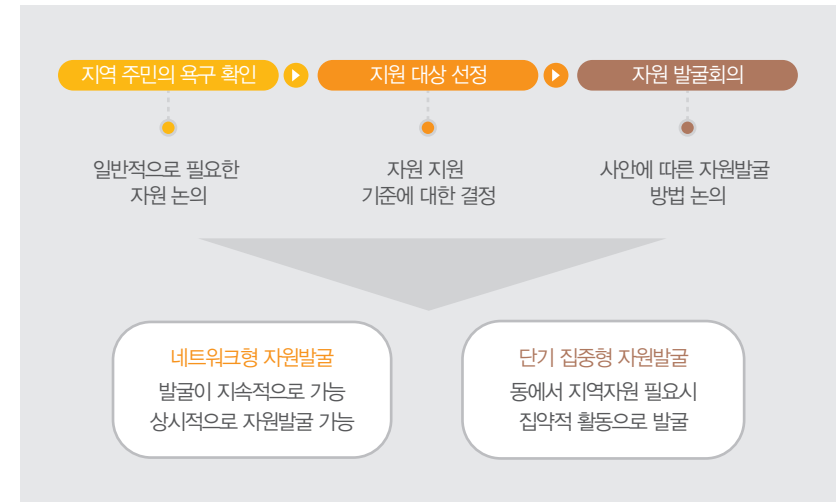 지역 주민의 욕구 확인
지원 대상 선정
자원 발굴회의
일반적으로 필요한
자원 논의
자원 지원
기준에 대한 결정
사안에 따른 자원발굴
방법 논의
네트워크형 자원발굴
발굴이 지속적으로 가능
상시적으로 자원발굴 가능
단기 집중형 자원발굴
동에서 지역자원 필요시
집약적 활동으로 발굴